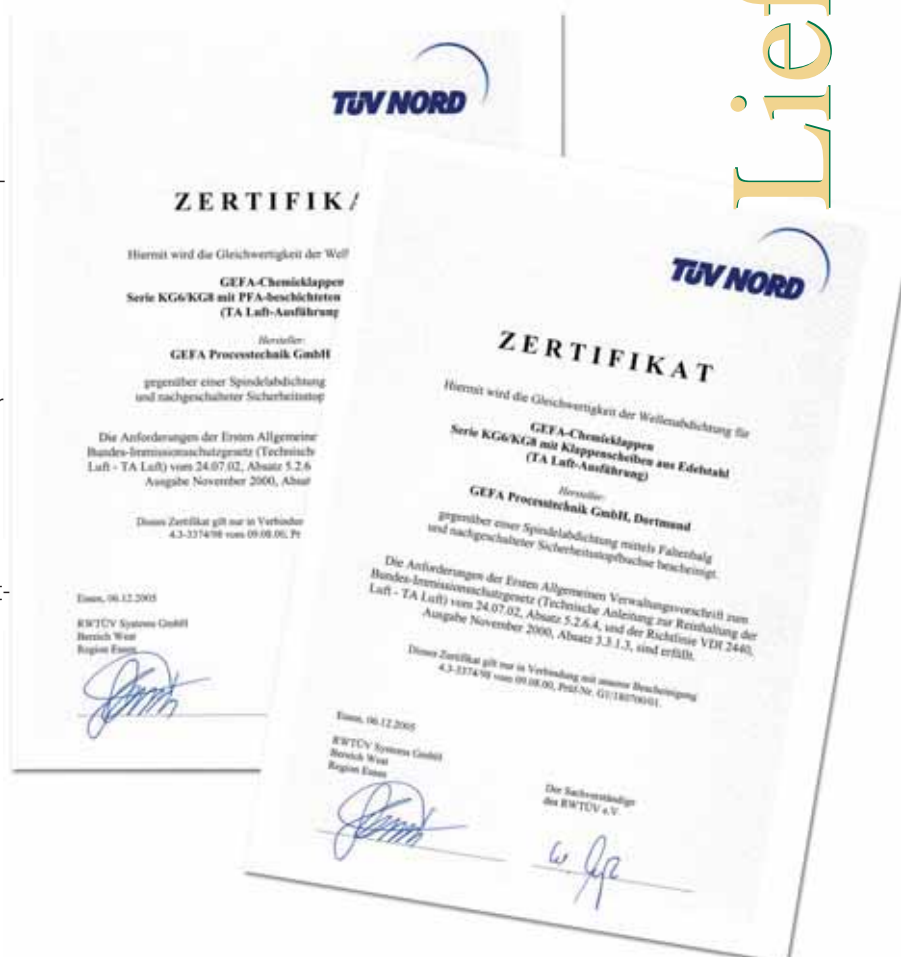 Lief
TÜV NORD
ZERTIFIKA
Hiermit wird die Gleichwertigkeit der Well
GEFA-Chemieklappen
Serie KG6/KG8 mit PFA-beschichteten
(TA Luft-Ausführung
Hersteller:
GEFA Processtechnik GmbH
gegenüber einer Spindelabdichtung
und nachgeschalteter Sicherheitsstop
Die Anforderungen der Ersten Allgemeine
Bundes-Immissionsschutzgesetz (Technisch
Luft - TA Luft) vom 24.07.02, Absatz 5.2.6
Ausgabe November 2000, Absat
Dieses Zertifikat gilt nur in Verbindun
4.3-3374/98 vom 09.08.00, Pr
Essen, 06.12.2005
RWTÜV Systems GmbH
Bereich West
Region Essen
TÜV NORD
ZERTIFIKAT
Hiermit wird die Gleichwertigkeit der Wellenabdichtung für
GEFA-Chemieklappen
Serie KG6/KG8 mit Klappenscheiben aus Edelstahl
(TA Luft-Ausführung)
Hersteller:
GEFA Processtechnik GmbH, Dortmund
gegenüber einer Spindelabdichtung mittels Faltenbalg
und nachgeschalteter Sicherheitsstopfbuchse bescheinigt.
Die Anforderungen der Ersten Allgemeinen Verwaltungsvorschrift zum
Bundes-Immissionsschutzgesetz (Technische Anleitung zur Reinhaltung der
Luft - TA Luft) vom 24.07.02, Absatz 5.2.6.4, und der Richtlinie VDI 2440,
Ausgabe November 2000, Absatz 3.3.1.3, sind erfüllt.
Dieses Zertifikat gilt nur in Verbindung mit unserer Bescheinigung
4.3-3374/98 vom 09.08.00, Prüf-Nr. G1/180700/01.
Essen, 06.12.2005
RWTÜV Systems GmbH
Bereich West
Region Essen
Der Sachverständige
des RWTÜV e.V.